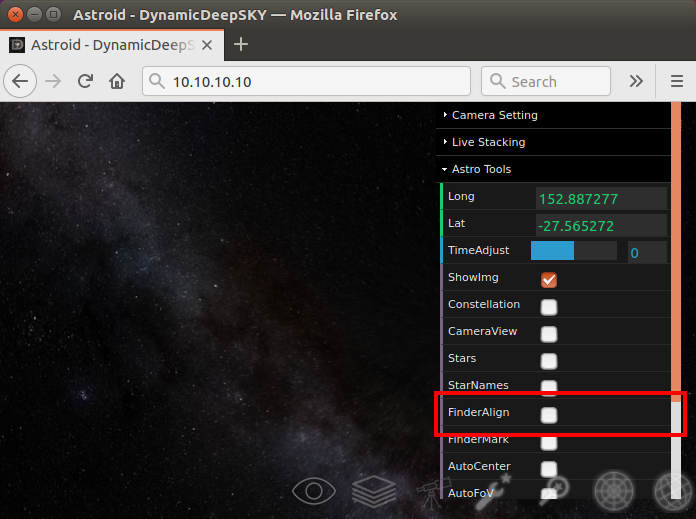 Astroid - DynamicDeepSKY — Mozilla Firefox
Astroid - DynamicDeepS
10.10.10.10
Search
Camera Setting
Live Stacking
Astro Tools
Long 152.887277
Lat -27.565272
TimeAdjust 0
ShowImg
Constellation
CameraView
Stars
StarNames
FinderAlign
FinderMark
AutoCenter
AutoFoV